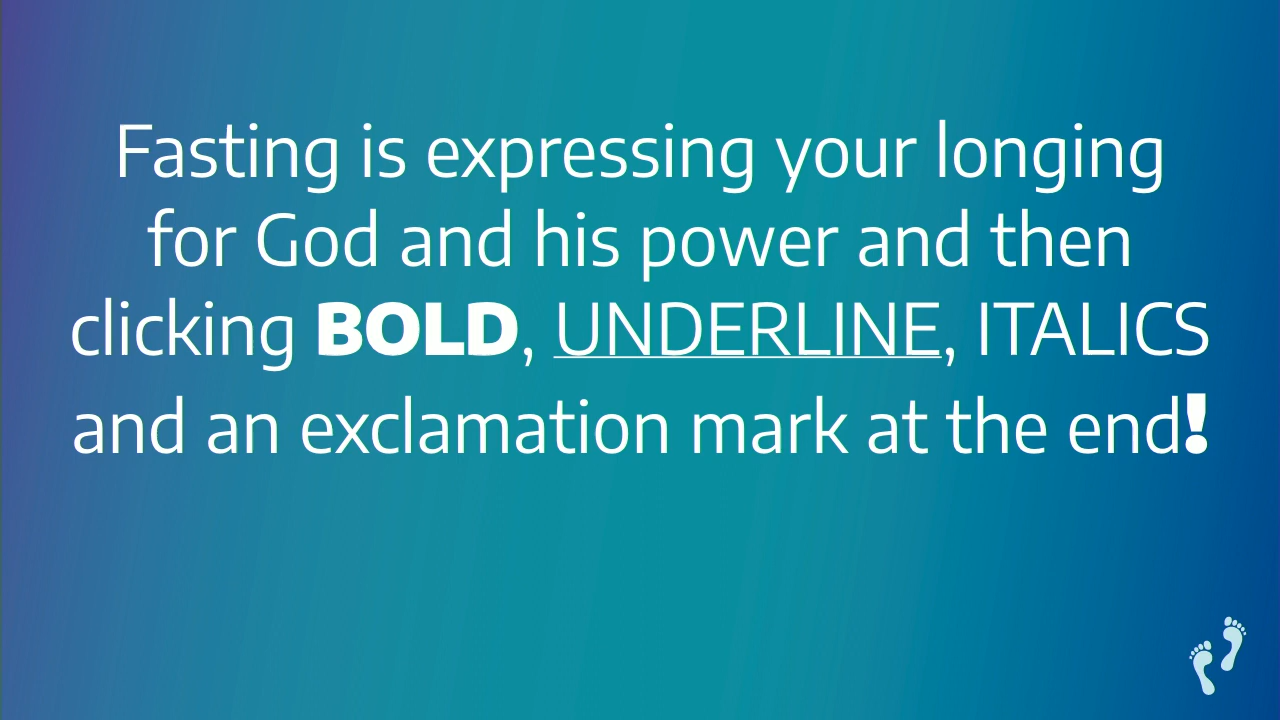 Fasting is expressing your longing
for God and his power and then
clicking BOLD, UNDERLINE, ITALICS
and an exclamation mark at the end!